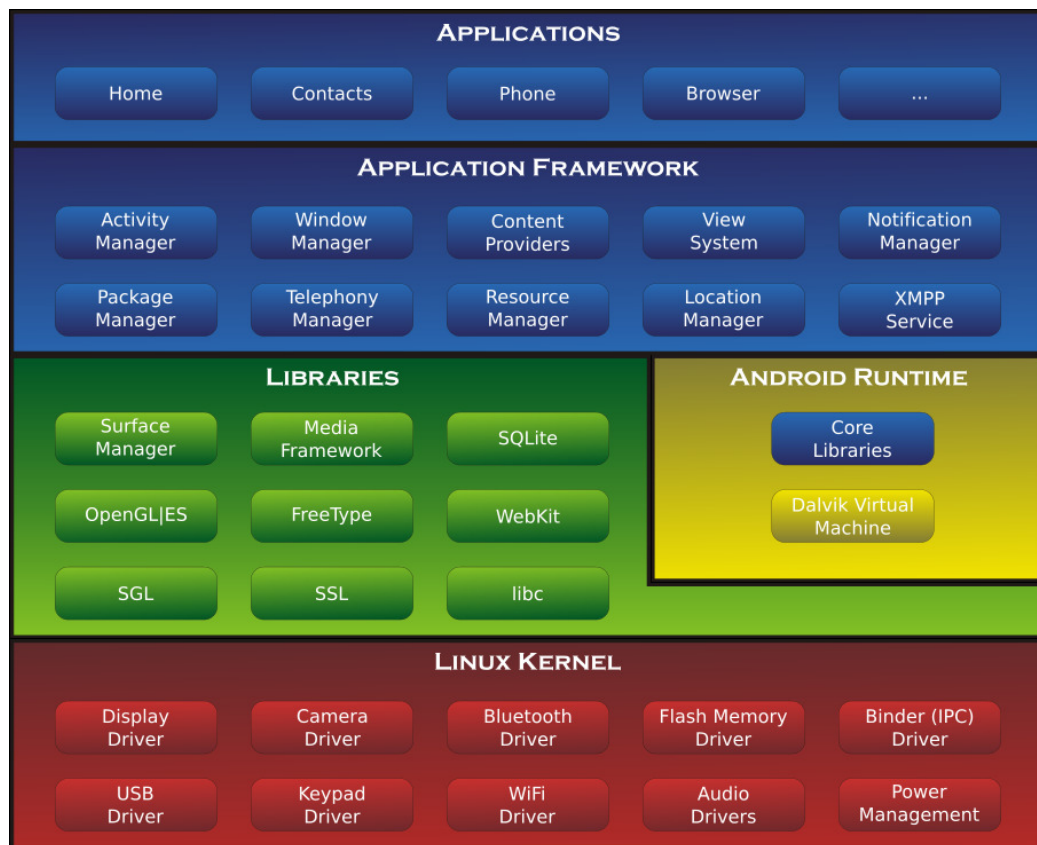 APPLICATIONS
Home
Contacts
Phone
Browser
...
APPLICATION FRAMEWORK
Activity
Manager
Window
Manager
Content
Providers
View
System
Notification
Manager
Package
Manager
Telephony
Manager
Resource
Manager
Location
Manager
XMPP
Service
LIBRARIES
Surface
Manager
Media
Framework
SQLite
OpenGL|ES
FreeType
WebKit
SGL
SSL
libc
ANDROID RUNTIME
Core
Libraries
Dalvik Virtual
Machine
LINUX KERNEL
Display
Driver
Camera
Driver
Bluetooth
Driver
Flash Memory
Driver
Binder (IPC)
Driver
USB
Driver
Keypad
Driver
WiFi
Driver
Audio
Drivers
Power
Management